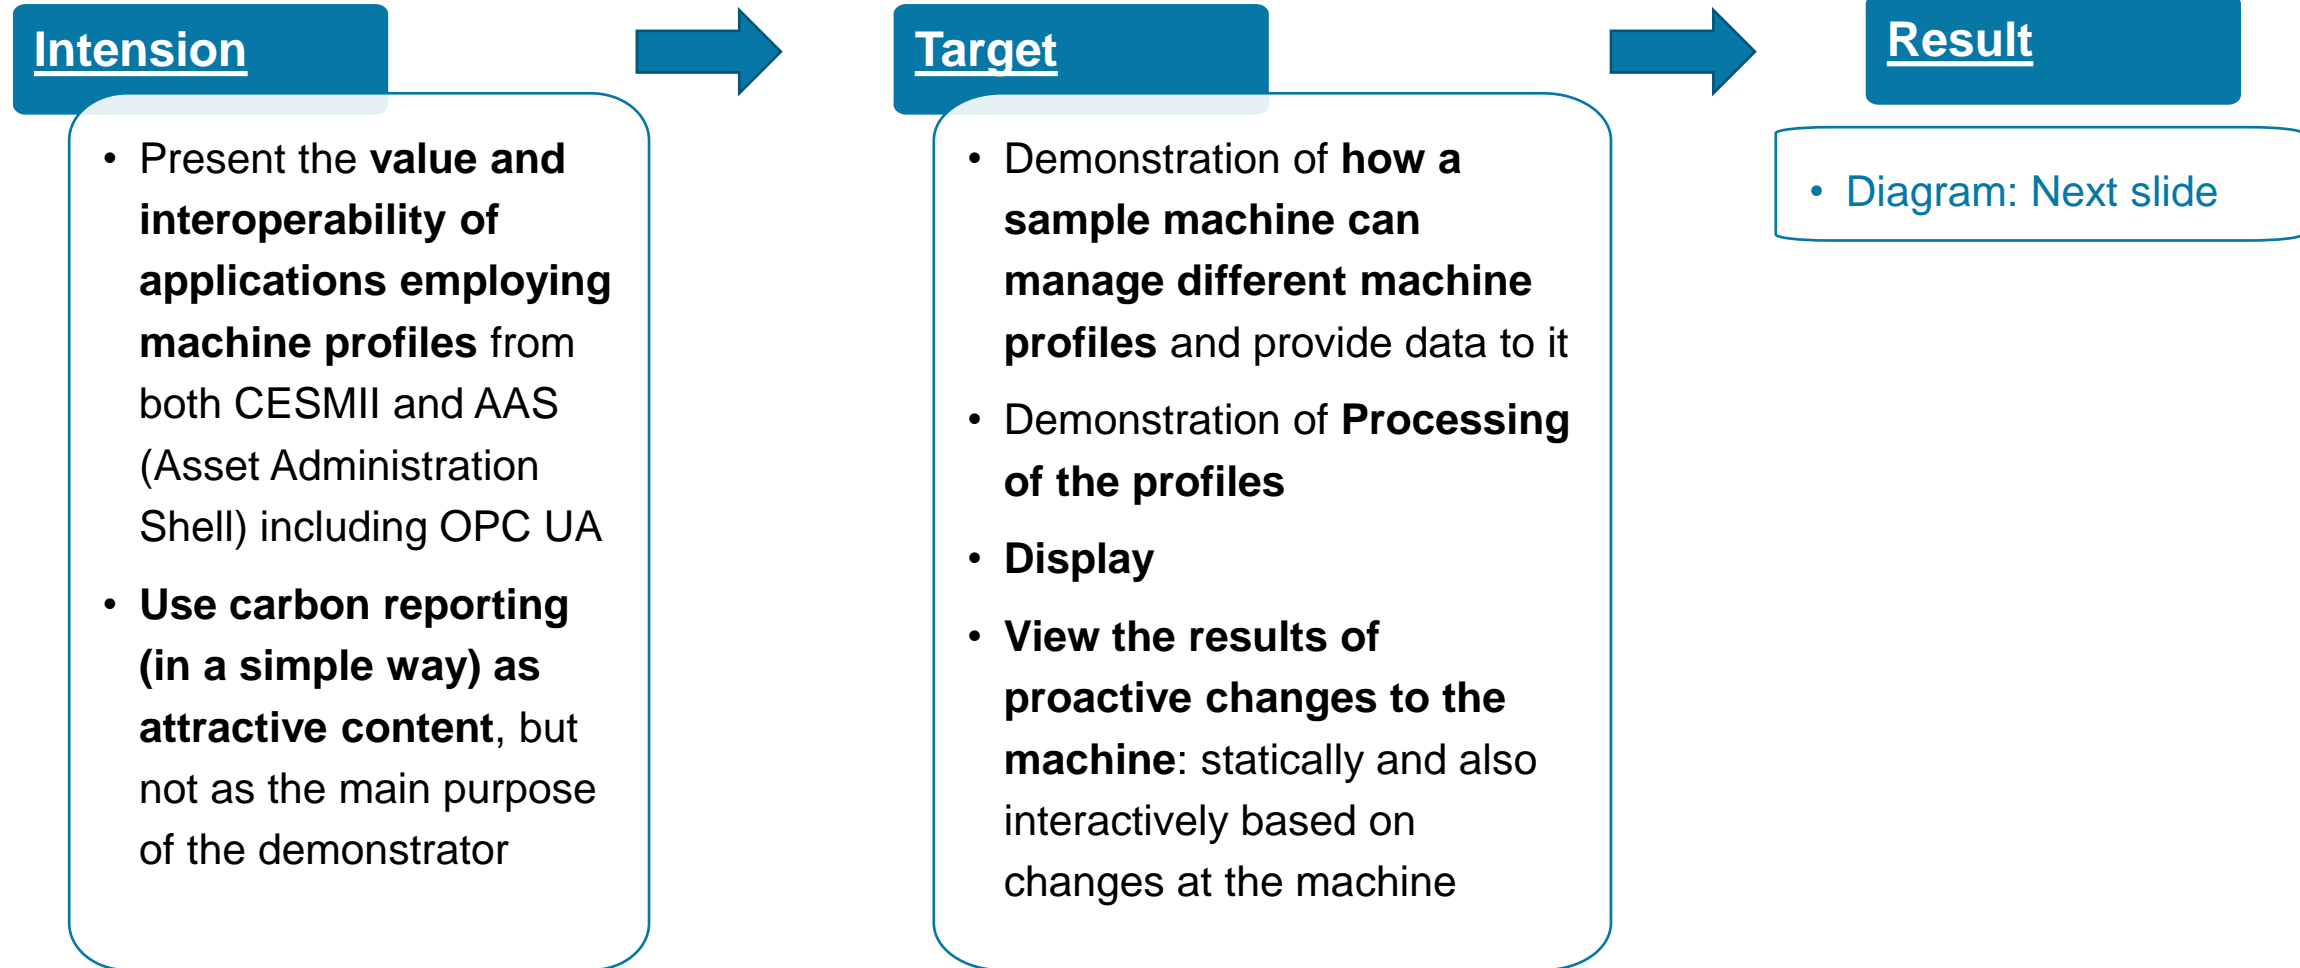 Intension
• Present the value and
interoperability of
applications employing
machine profiles from
both CESMII and AAS
(Asset Administration
Shell) including OPC UA
• Use carbon reporting
(in a simple way) as
attractive content, but
not as the main purpose
of the demonstrator
Target
• Demonstration of how a
sample machine can
manage different machine
profiles and provide data to it
• Demonstration of Processing
of the profiles
• Display
• View the results of
proactive changes to the
machine: statically and also
interactively based on
changes at the machine
Result
• Diagram: Next slide